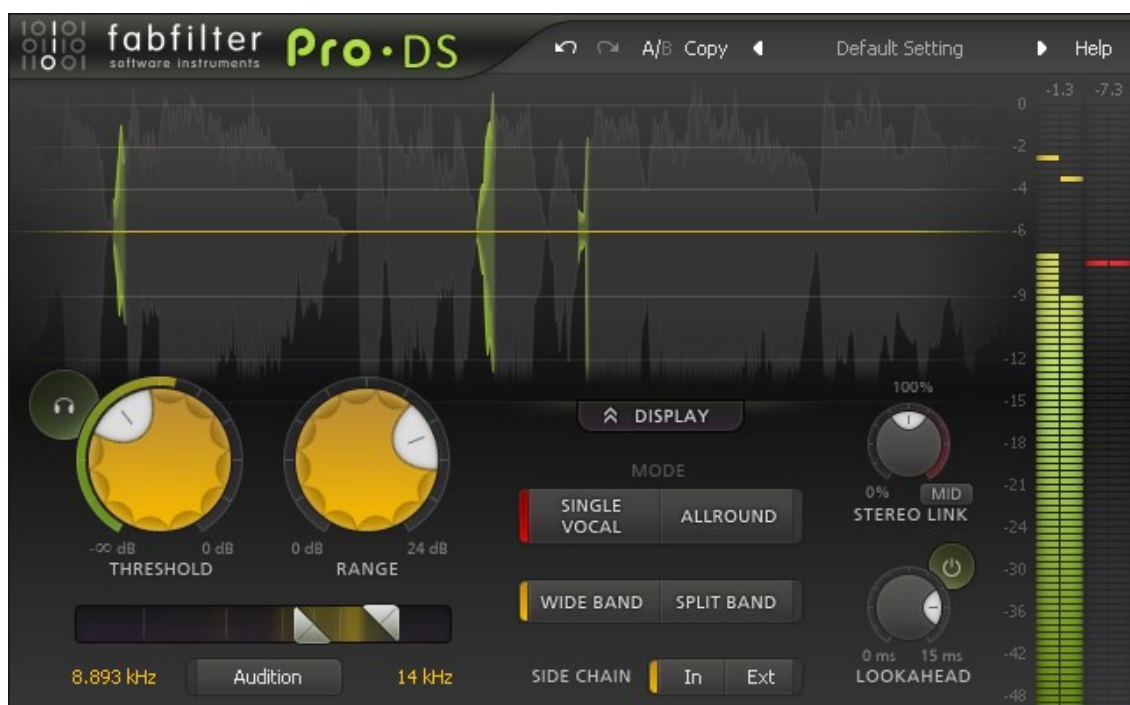 fabfilter
software instruments
Pro·DS
A/B Copy Default Setting Help
-1.3 -7.3
0
-2
-4
-6
-9
-12
-15
-18
-21
-24
-30
-36
-42
-48
DISPLAY
-∞ dB 0 dB
THRESHOLD
0 dB 24 dB
RANGE
MODE
SINGLE VOCAL
ALLROUND
WIDE BAND SPLIT BAND
100%
0% MID
STEREO LINK
0 ms 15 ms
LOOKAHEAD
8.893 kHz Audition 14 kHz
SIDE CHAIN In Ext